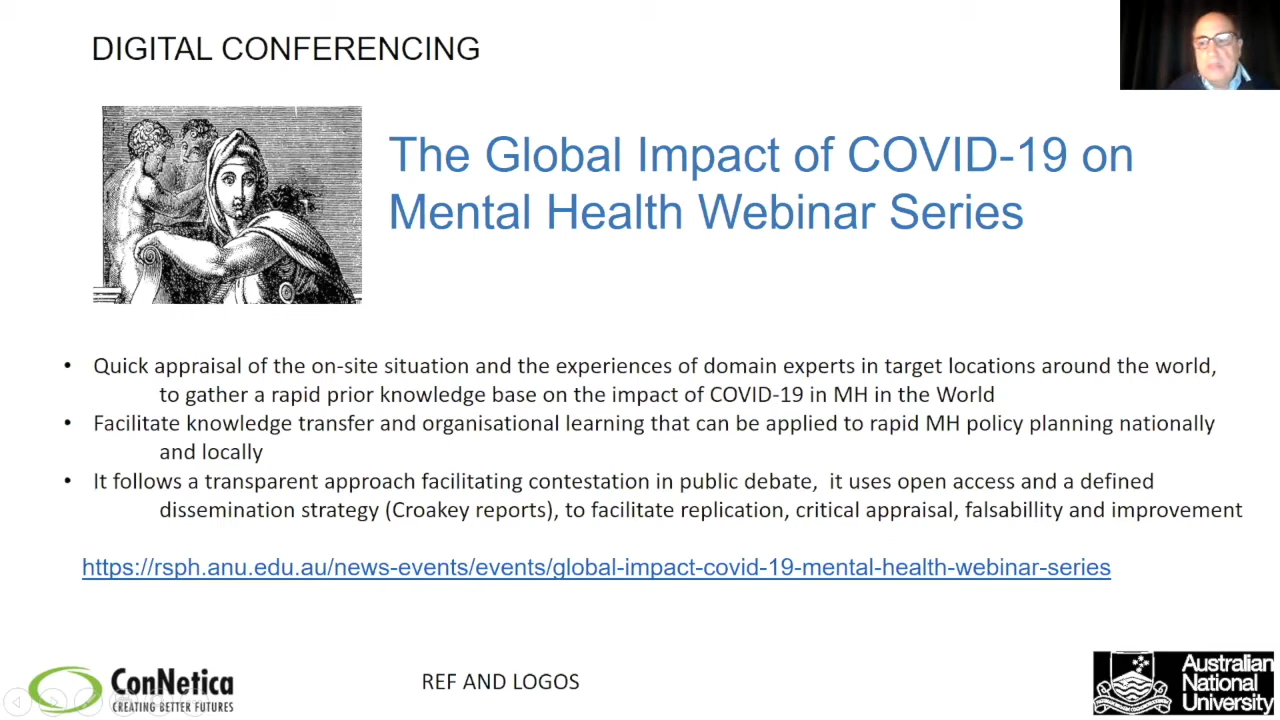 DIGITAL CONFERENCING
The Global Impact of COVID-19 on
Mental Health Webinar Series
• Quick appraisal of the on-site situation and the experiences of domain experts in target locations around the world,
to gather a rapid prior knowledge base on the impact of COVID-19 in MH in the World
• Facilitate knowledge transfer and organisational learning that can be applied to rapid MH policy planning nationally
and locally
• It follows a transparent approach facilitating contestation in public debate, it uses open access and a defined
dissemination strategy (Croakey reports), to facilitate replication, critical appraisal, falsabillity and improvement
https://rsph.anu.edu.au/news-events/events/global-impact-covid-19-mental-health-webinar-series
ConNetica
CREATING BETTER FUTURES
REF AND LOGOS
Australian
National
University